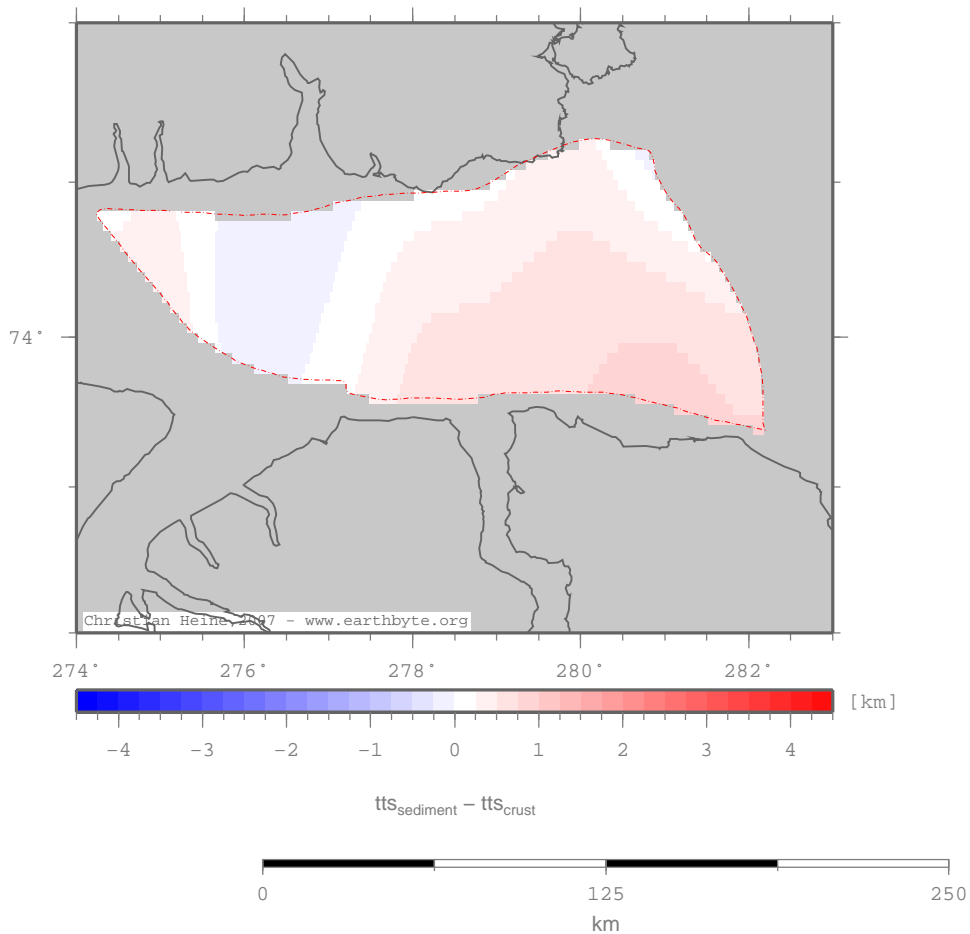 74°
Christian Heine, 2007 – www.earthbyte.org
274° 276° 278° 280° 282°
[km]
−4 −3 −2 −1 0 1 2 3 4
tts_sediment – tts_crust
0 125 250
km